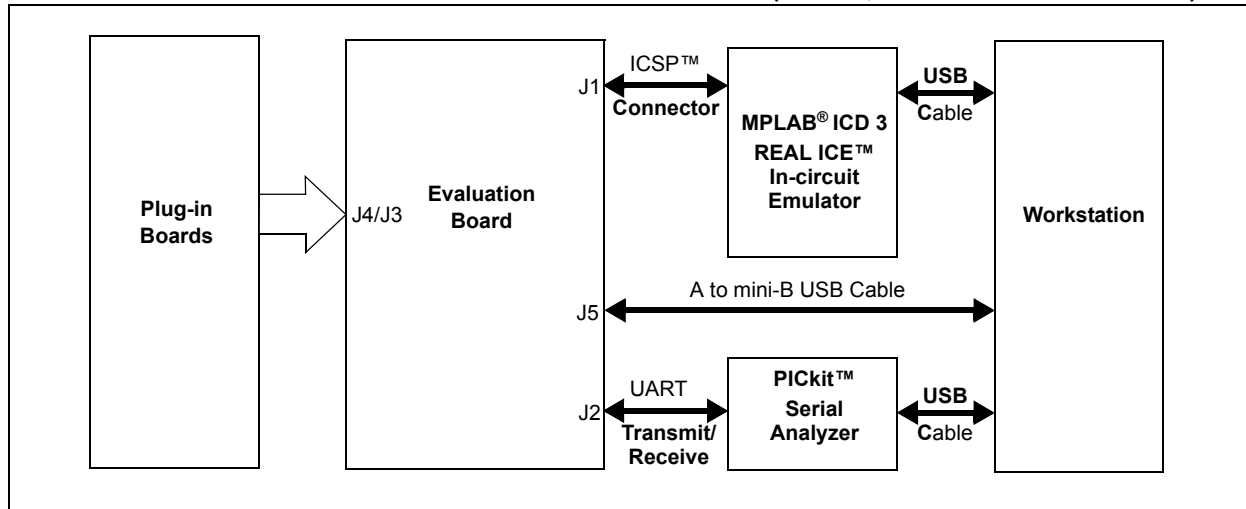 Plug-in
Boards
J4/J3
Evaluation
Board
J1
ICSP™
Connector
MPLAB® ICD 3
REAL ICE™
In-circuit
Emulator
USB
Cable
Workstation
J5
A to mini-B USB Cable
J2
UART
Transmit/
Receive
PICkit™
Serial
Analyzer
USB
Cable